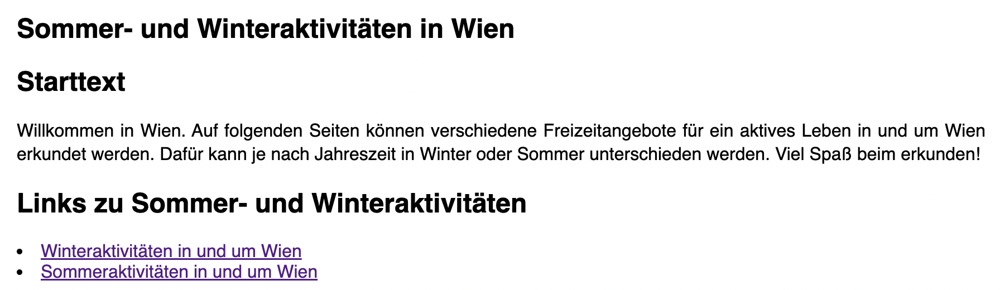 Sommer- und Winteraktivitäten in Wien
Starttext
Willkommen in Wien. Auf folgenden Seiten können verschiedene Freizeitangebote für ein aktives Leben in und um Wien
erkundet werden. Dafür kann je nach Jahreszeit in Winter oder Sommer unterschieden werden. Viel Spaß beim erkunden!
Links zu Sommer- und Winteraktivitäten
• Winteraktivitäten in und um Wien
• Sommeraktivitäten in und um Wien